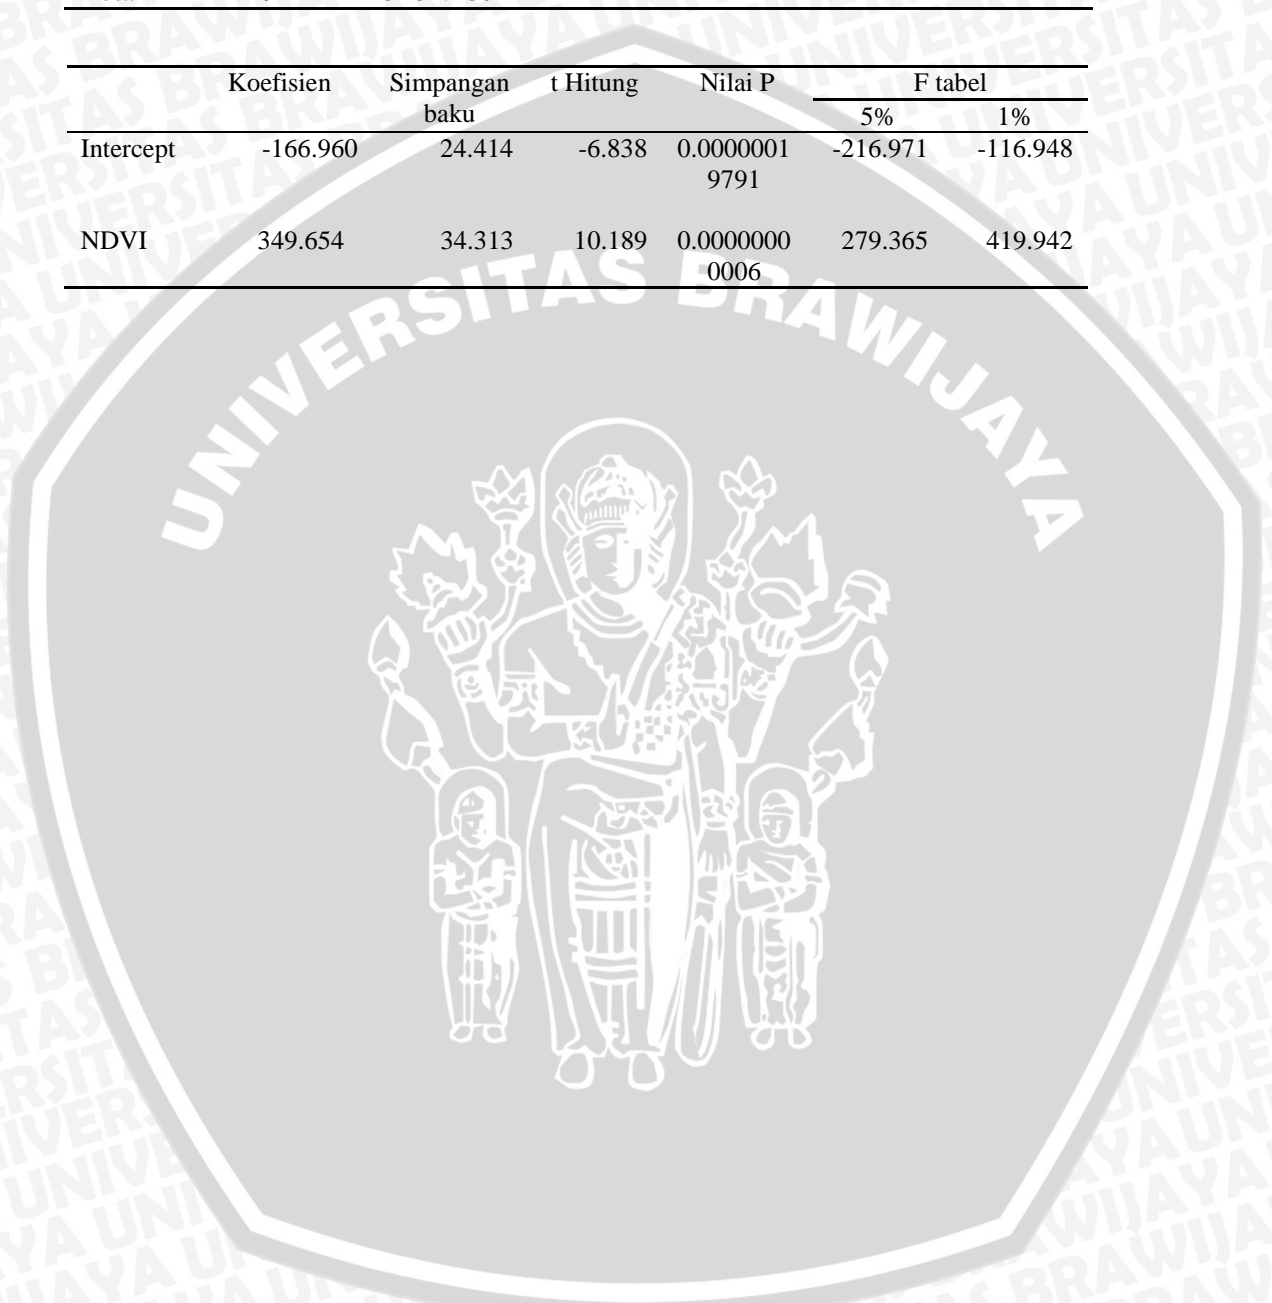 Koefisien Simpangan baku t Hitung Nilai P F tabel
5% 1%
Intercept -166.960 24.414 -6.838 0.0000001 9791 -216.971 -116.948
NDVI 349.654 34.313 10.189 0.0000000 0006 279.365 419.942
UNIVERSITAS BRAWIJAYA